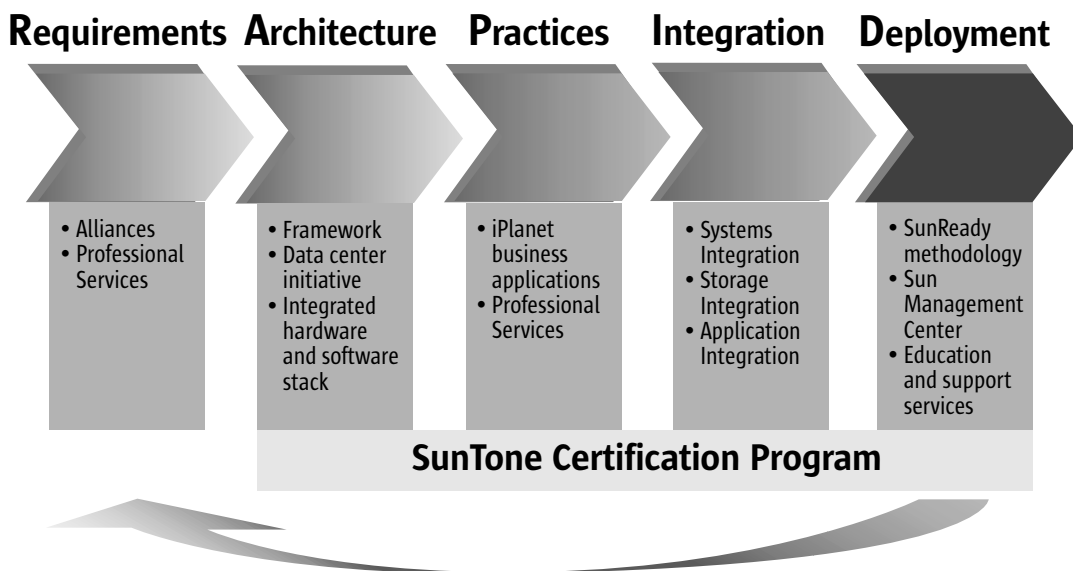 Requirements Architecture Practices Integration Deployment
• Alliances
• Professional
Services
• Framework
• Data center
initiative
• Integrated
hardware
and software
stack
• iPlanet
business
applications
• Professional
Services
• Systems
Integration
• Storage
Integration
• Application
Integration
• SunReady
methodology
• Sun
Management
Center
• Education
and support
services
SunTone Certification Program